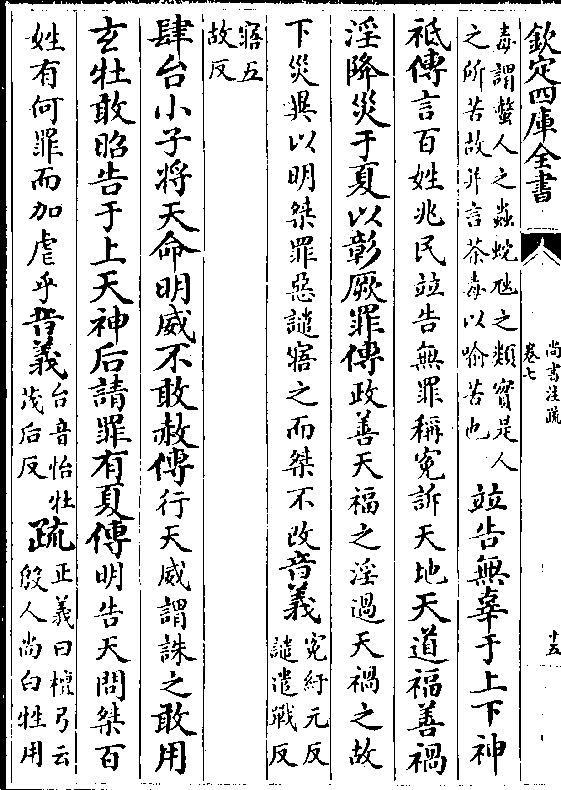 欽定四庫全書
尚書注疏
卷七
十五
毒謂螫人之蟲蛇虺之類實是人
之所苦故并言荼毒以喻苦也
竝告無辜于上下神
祗傳言百姓兆民竝告無罪稱寃訴天地天道福善禍
淫降災于夏以彰厥罪傳政善天福之淫過天禍之故
下災異以明桀罪惡譴寤之而桀不改音義
寃紆元反
譴遣戰反
寤五
故反
肆台小子將天命明威不敢赦傳行天威謂誅之敢用
玄牡敢昭告于上天神后請罪有夏傳明告天問桀百
姓有何罪而加虐乎音義
台音怡牡
茂后反
疏
正義曰檀弓云
殷人尚白牲用